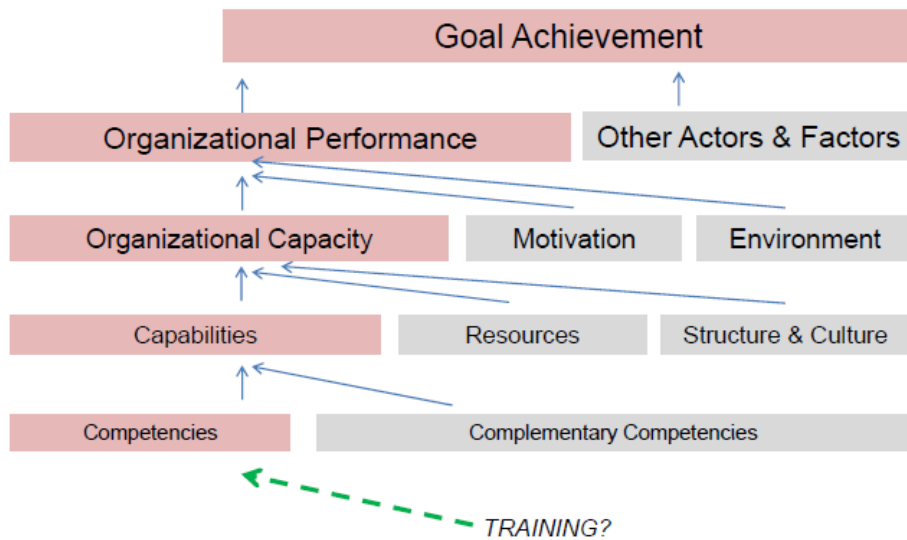 Goal Achievement
Organizational Performance
Other Actors & Factors
Organizational Capacity
Motivation
Environment
Capabilities
Resources
Structure & Culture
Competencies
Complementary Competencies
TRAINING?